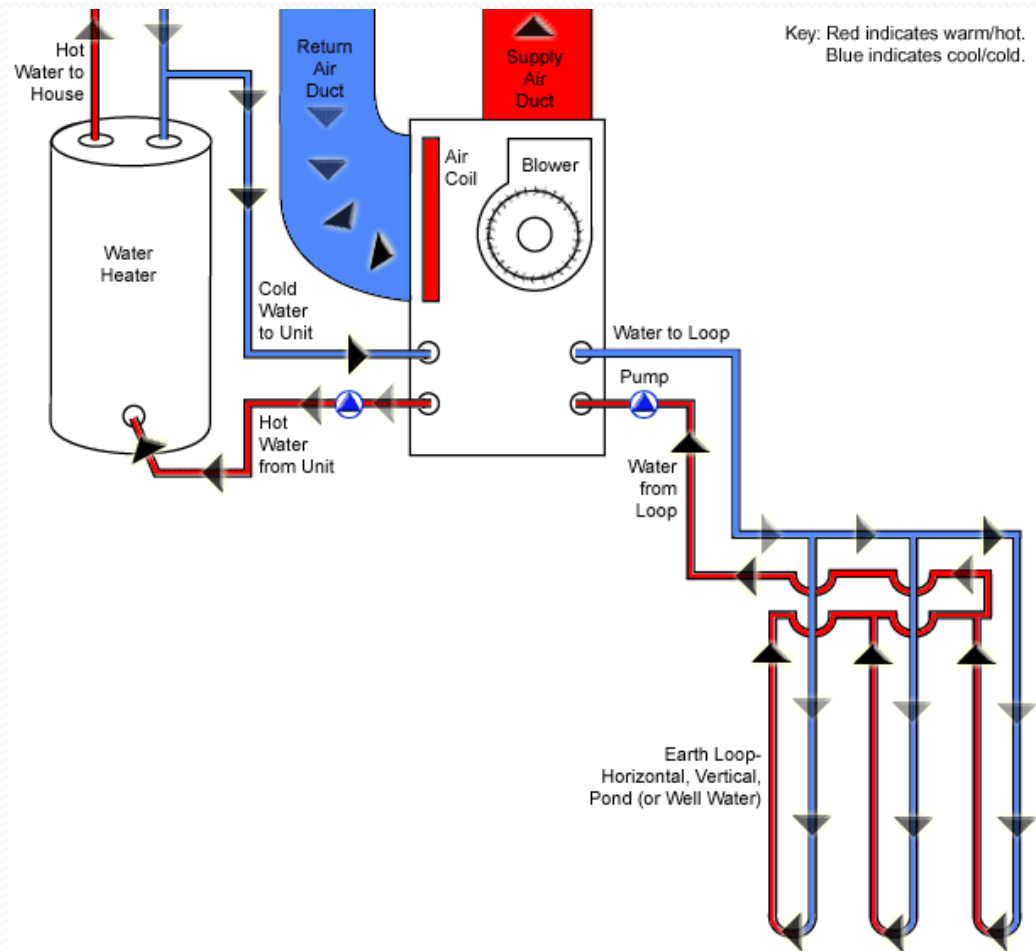 Key: Red indicates warm/hot.
Blue indicates cool/cold.
Hot
Water to
House
Return
Air
Duct
Supply
Air
Duct
Air
Coil
Blower
Water
Heater
Cold
Water
to Unit
Water to Loop
Pump
Hot
Water
from Unit
Water
from
Loop
Earth Loop-
Horizontal, Vertical,
Pond (or Well Water)